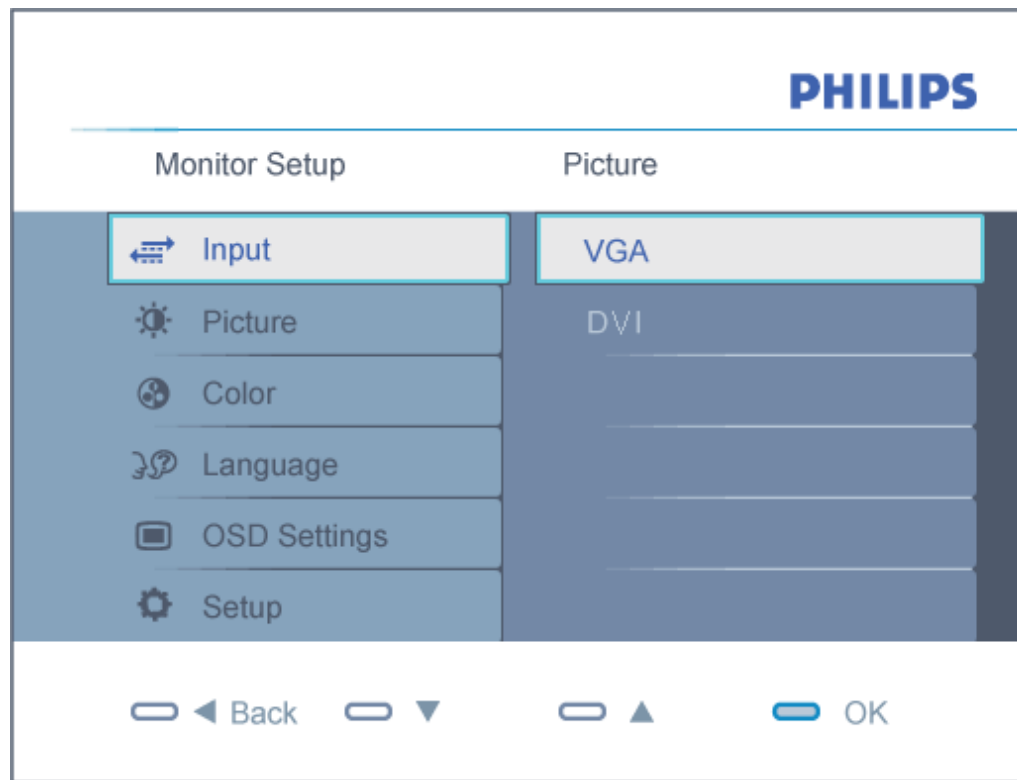 PHILIPS
Monitor Setup Picture
Input VGA
Picture DVI
Color
Language
OSD Settings
Setup
Back OK